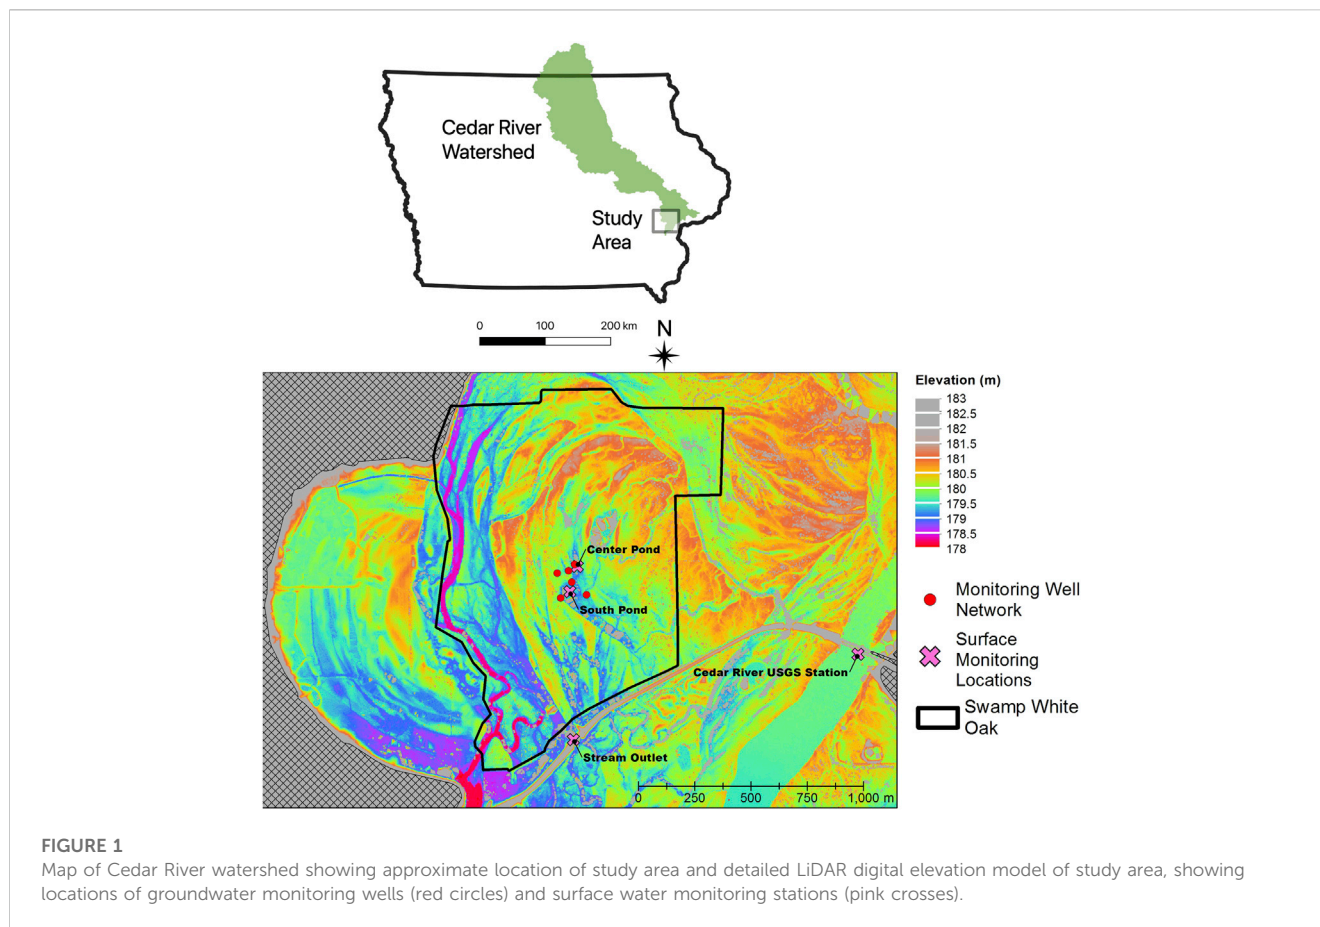 Cedar River
Watershed
Study
Area
0 100 200 km
N
Elevation (m)
183
182.5
182
181.5
181
180.5
180
179.5
179
178.5
178
Center Pond
South Pond
Cedar River USGS Station
Stream Outlet
0 250 500 750 1,000 m
Monitoring Well
Network
Surface
Monitoring
Locations
Swamp White
Oak
FIGURE 1
Map of Cedar River watershed showing approximate location of study area and detailed LiDAR digital elevation model of study area, showing
locations of groundwater monitoring wells (red circles) and surface water monitoring stations (pink crosses).